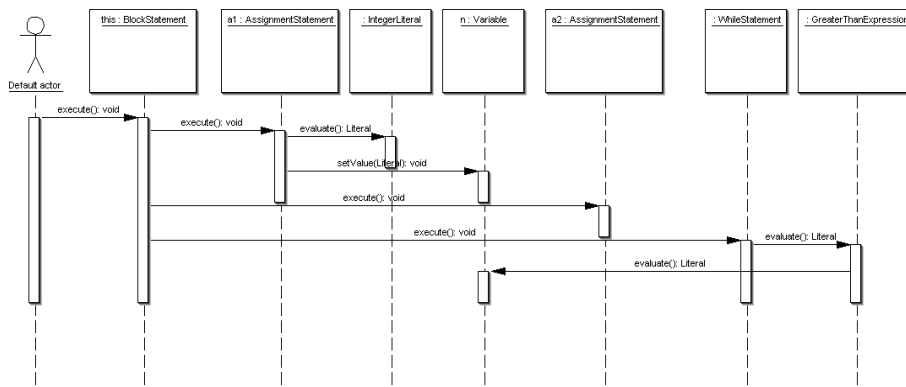 this : BlockStatement
a1 : AssignmentStatement
: IntegerLiteral
n : Variable
a2 : AssignmentStatement
: WhileStatement
: GreaterThanExpression
Default actor
execute(): void
execute(): void
evaluate(): Literal
setValue(Literal): void
execute(): void
execute(): void
evaluate(): Literal
evaluate(): Literal